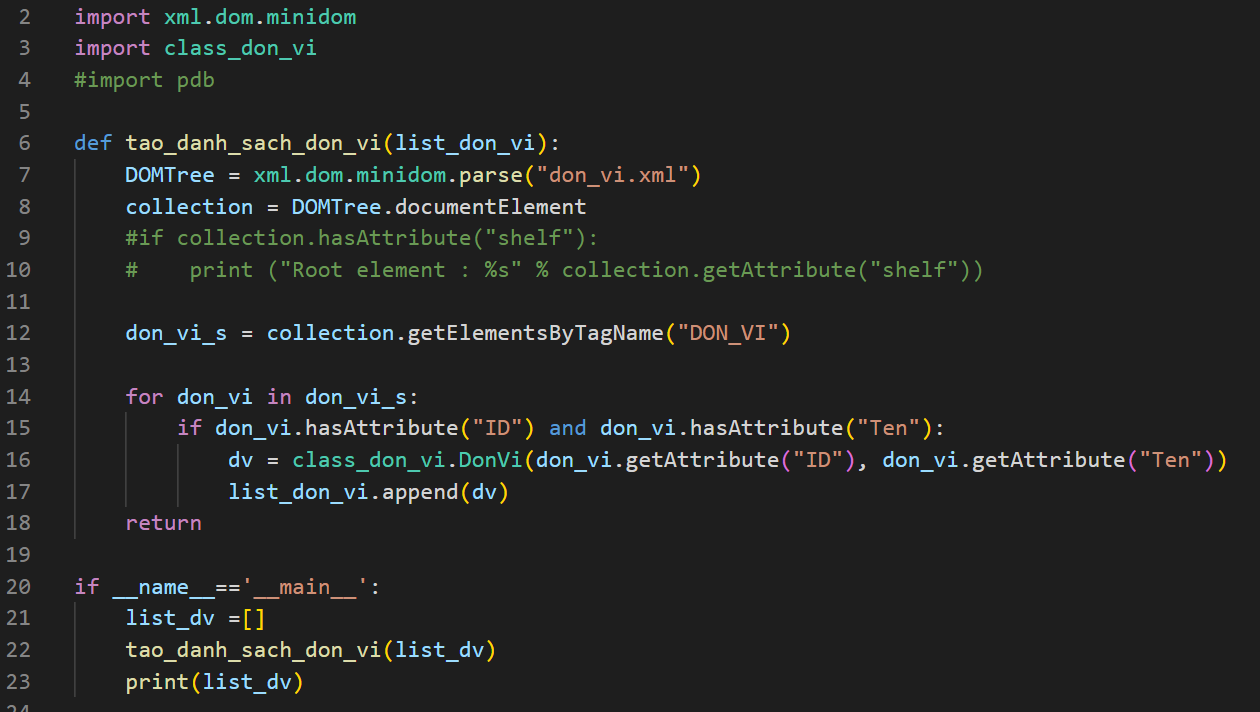 2 import xml.dom.minidom
3 import class_don_vi
4 #import pdb
5
6 def tao_danh_sach_don_vi(list_don_vi):
7     DOMTree = xml.dom.minidom.parse("don_vi.xml")
8     collection = DOMTree.documentElement
9     #if collection.hasAttribute("shelf"):
10     #    print ("Root element : %s" % collection.getAttribute("shelf"))
11
12     don_vi_s = collection.getElementsByTagName("DON_VI")
13
14     for don_vi in don_vi_s:
15         if don_vi.hasAttribute("ID") and don_vi.hasAttribute("Ten"):
16             dv = class_don_vi.DonVi(don_vi.getAttribute("ID"), don_vi.getAttribute("Ten"))
17             list_don_vi.append(dv)
18     return
19
20 if __name__=='__main__':
21     list_dv =[]
22     tao_danh_sach_don_vi(list_dv)
23     print(list_dv)
24